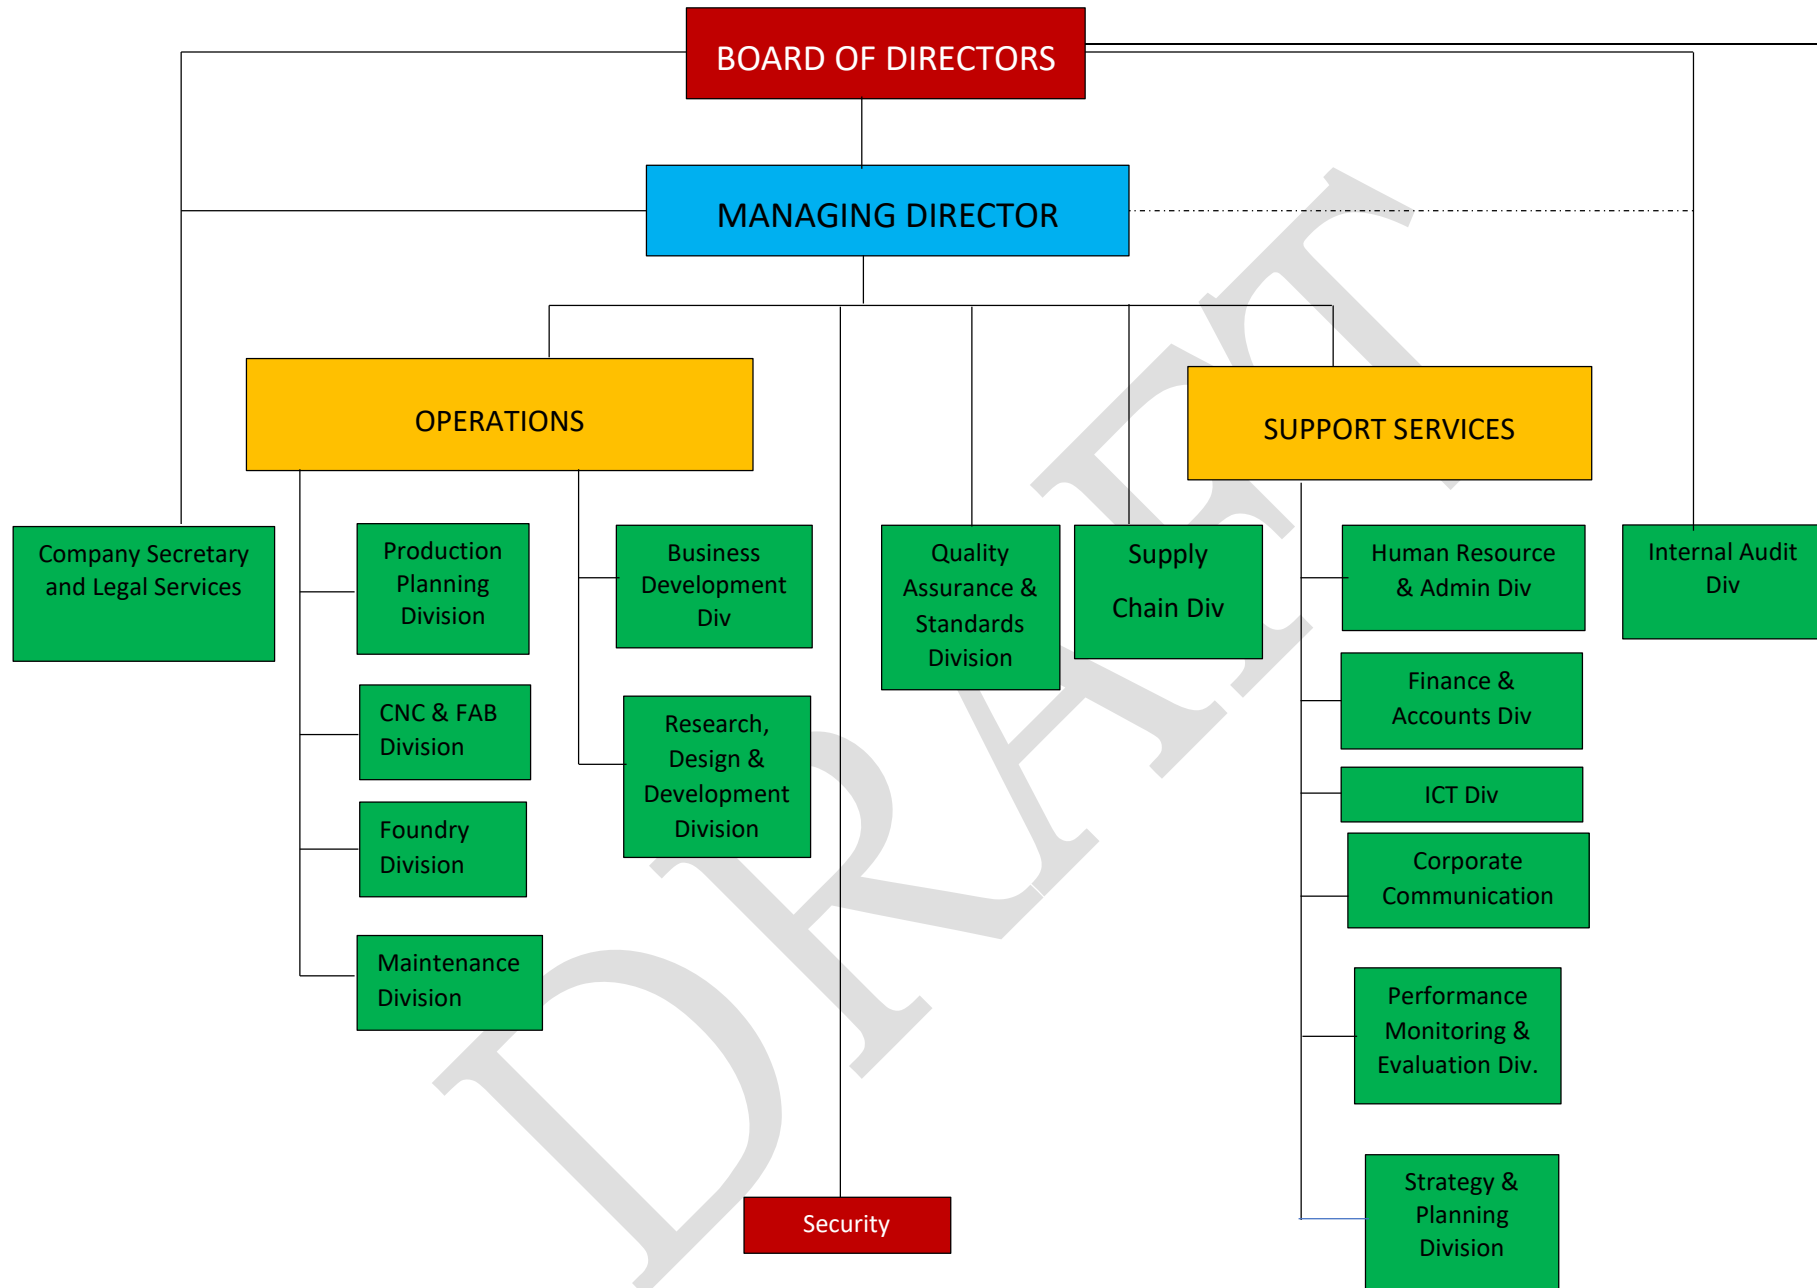 BOARD OF DIRECTORS
MANAGING DIRECTOR
OPERATIONS
SUPPORT SERVICES
Company Secretary
and Legal Services
Production
Planning
Division
Business
Development
Div
Quality
Assurance &
Standards
Division
Supply
Chain Div
Human Resource
& Admin Div
Internal Audit
Div
CNC & FAB
Division
Research,
Design &
Development
Division
Finance &
Accounts Div
ICT Div
Foundry
Division
Corporate
Communication
Maintenance
Division
Performance
Monitoring &
Evaluation Div.
Strategy &
Planning
Division
Security
DRAFT